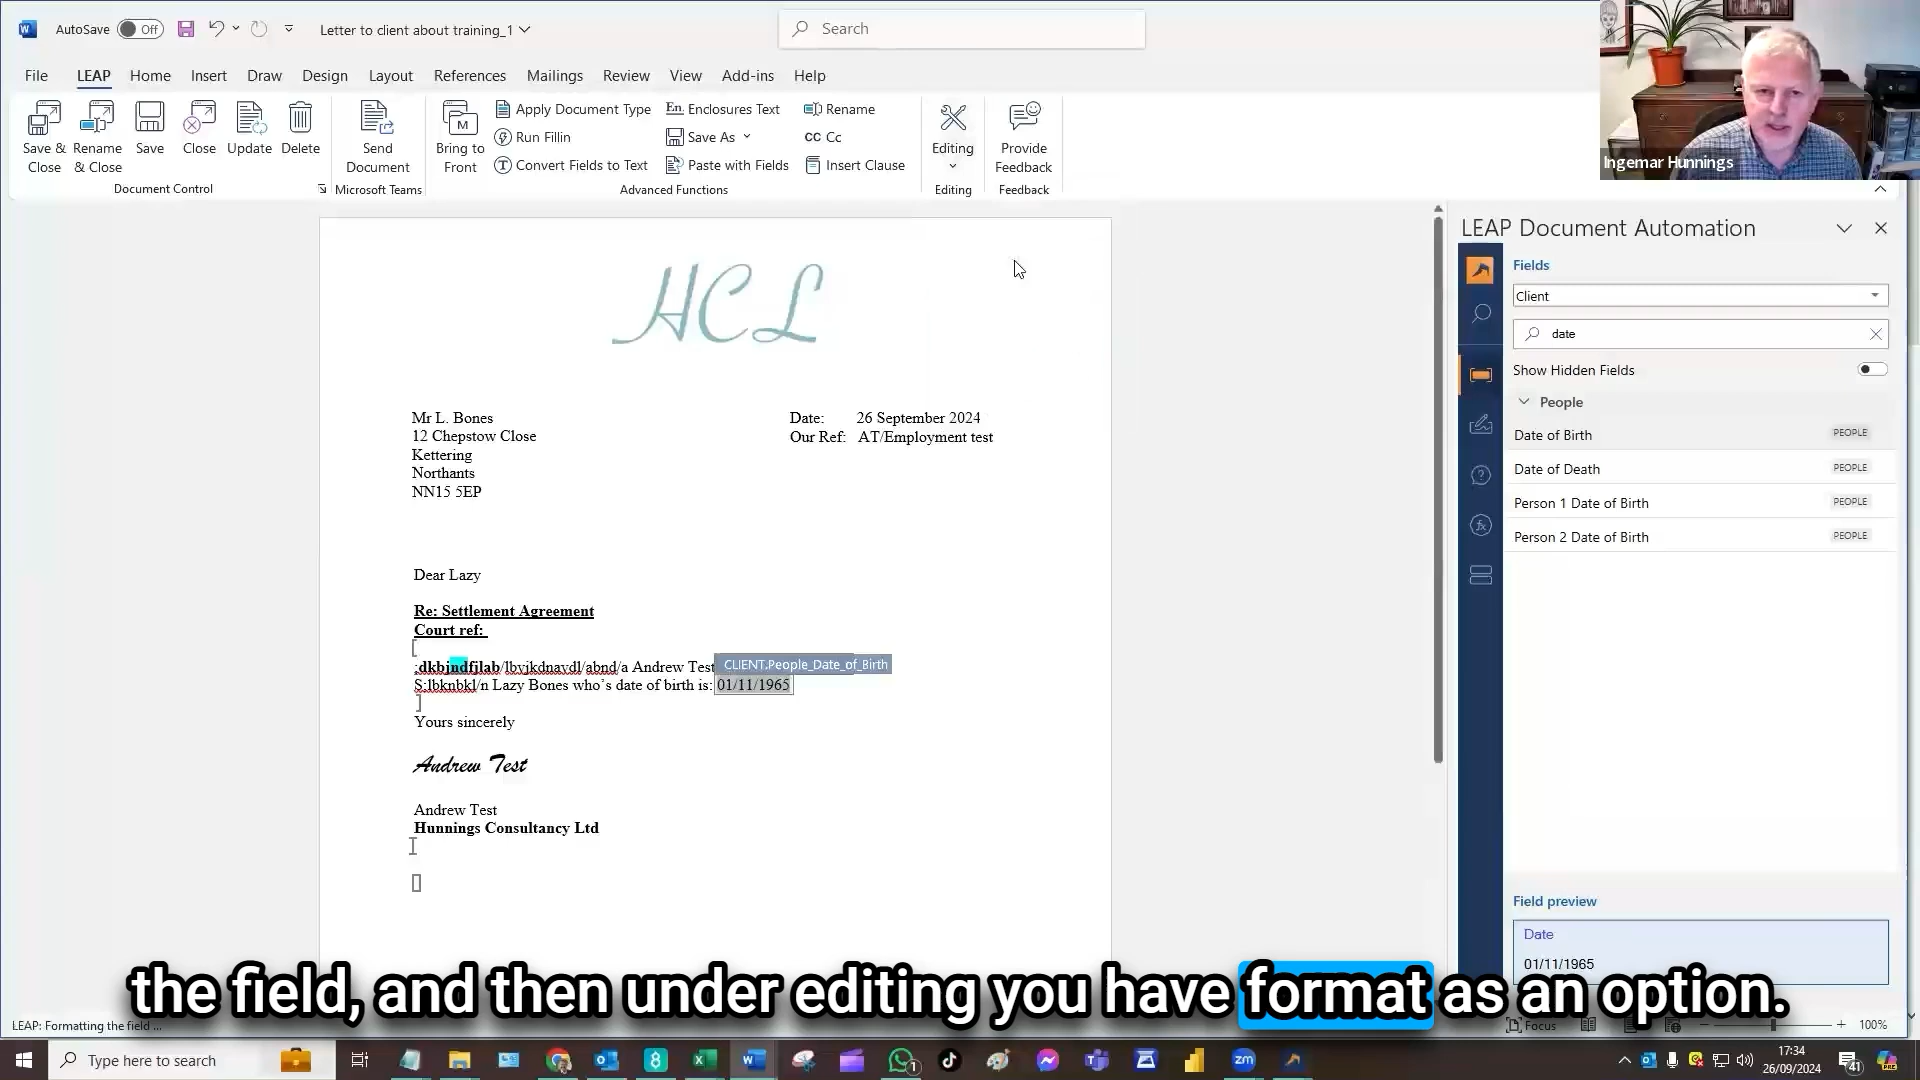 AutoSave Off Letter to client about training_1 Search
File LEAP Home Insert Draw Design Layout References Mailings Review View Add-ins Help
Save & Close
Rename & Close
Save
Close
Update
Delete
Document Control
Send Document
Microsoft Teams
Bring to Front
Apply Document Type
Run Fillin
Convert Fields to Text
Enclosures Text
Save As
Paste with Fields
Rename
CC Cc
Insert Clause
Advanced Functions
Editing
Editing
Provide Feedback
Feedback
Ingemar Hunnings
HCL
Mr L. Bones
12 Chepstow Close
Kettering
Northants
NN15 5EP
Date: 26 September 2024
Our Ref: AT/Employment test
Dear Lazy
Re: Settlement Agreement
Court ref:
[
;dkbjndfjlab/lbvjkdnavdl/abnd/a Andrew Test
CLIENT.People_Date_of_Birth
S:lbknbkl/n Lazy Bones who's date of birth is: 01/11/1965
]
Yours sincerely
Andrew Test
Andrew Test
Hunnings Consultancy Ltd
LEAP Document Automation
Fields
Client
date
Show Hidden Fields
People
Date of Birth PEOPLE
Date of Death PEOPLE
Person 1 Date of Birth PEOPLE
Person 2 Date of Birth PEOPLE
Field preview
Date
01/11/1965
the field, and then under editing you have format as an option.
LEAP: Formatting the field ...
Focus 100%
Type here to search
17:34
26/09/2024
41